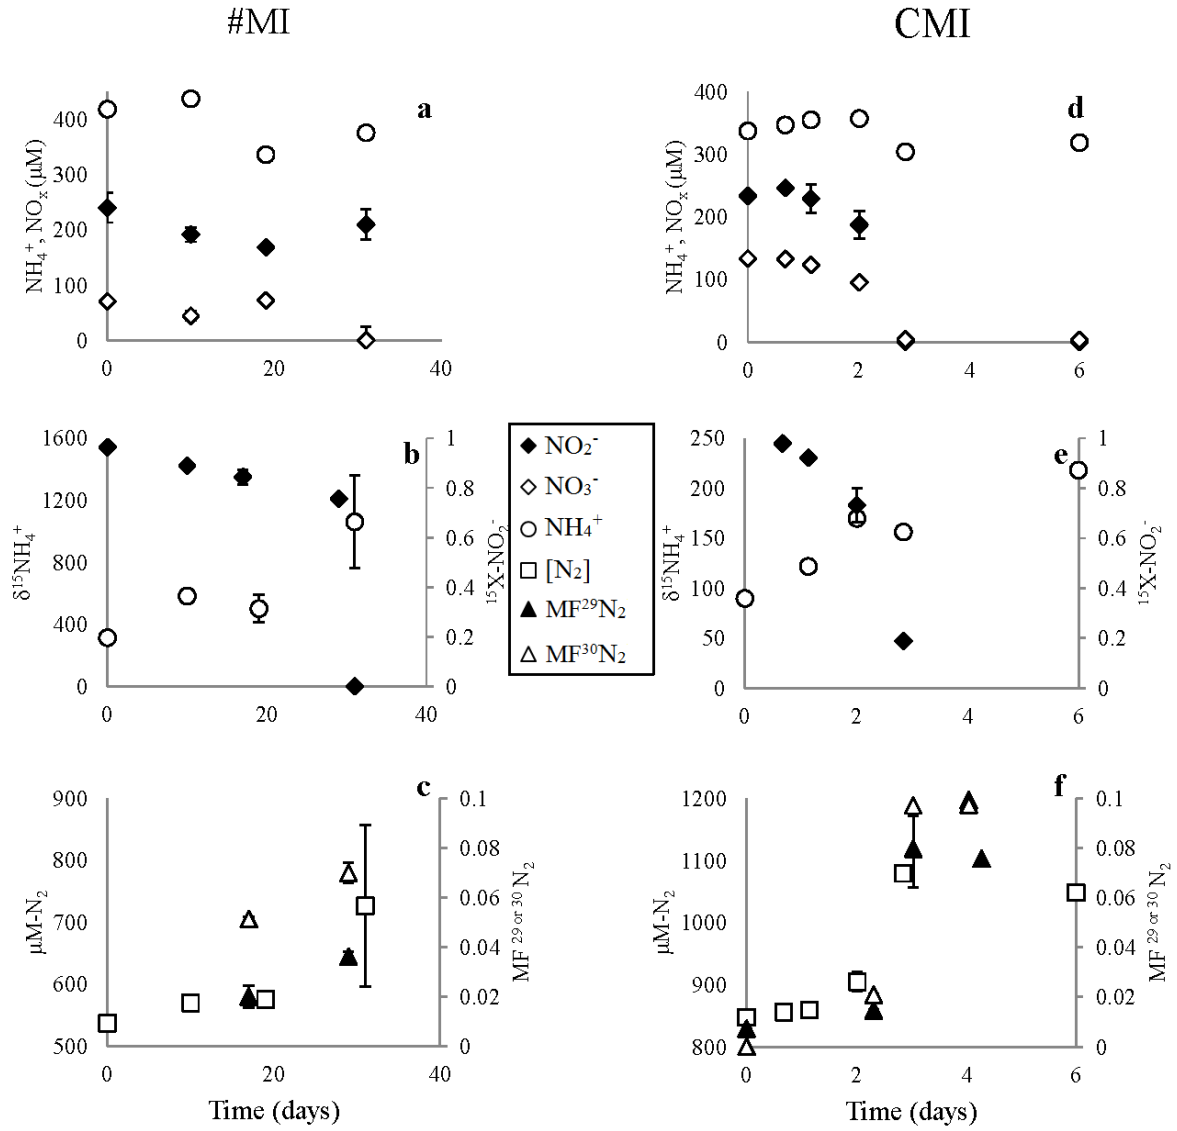 #MI
CMI
a
400
300
200
100
0
NH₄⁺, NOₓ (µM)
0 20 40
d
400
300
200
100
0
NH₄⁺, NOₓ (µM)
0 2 4 6
b
1600
1200
800
400
0
δ¹⁵NH₄⁺
1
0.8
0.6
0.4
0.2
0
¹⁵X-NO₂⁻
0 20 40
NO₂⁻
NO₃⁻
NH₄⁺
[N₂]
MF²⁹N₂
MF³⁰N₂
e
250
200
150
100
50
0
δ¹⁵NH₄⁺
1
0.8
0.6
0.4
0.2
0
¹⁵X-NO₂⁻
0 2 4 6
c
900
800
700
600
500
µM-N₂
0.1
0.08
0.06
0.04
0.02
0
MF ²⁹ ᵒʳ ³⁰ N₂
0 20 40
Time (days)
f
1200
1100
1000
900
800
µM-N₂
0.1
0.08
0.06
0.04
0.02
0
MF ²⁹ ᵒʳ ³⁰ N₂
0 2 4 6
Time (days)